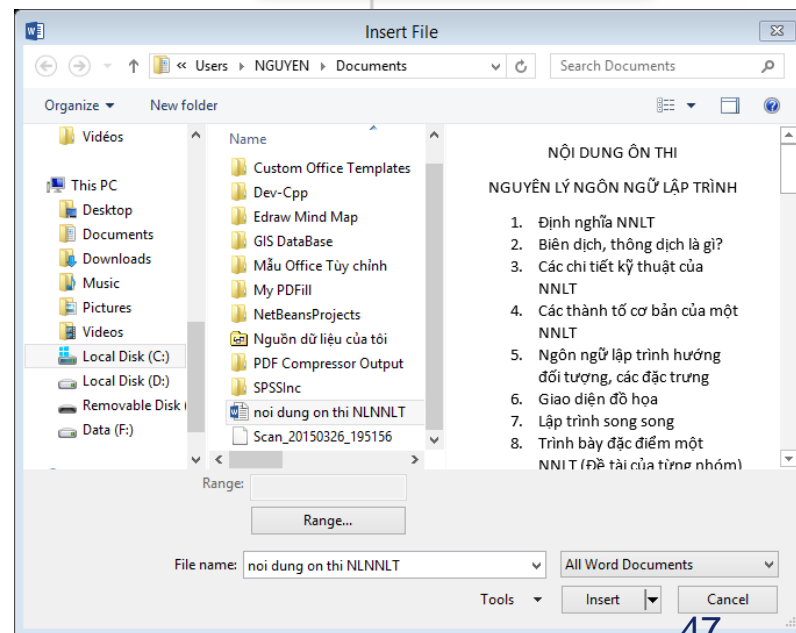 Insert File
« Users ▸ NGUYEN ▸ Documents
Search Documents
Organize
New folder
Vidéos
This PC
Desktop
Documents
Downloads
Music
Pictures
Videos
Local Disk (C:)
Local Disk (D:)
Removable Disk (
Data (F:)
Name
Custom Office Templates
Dev-Cpp
Edraw Mind Map
GIS DataBase
Mẫu Office Tùy chỉnh
My PDFill
NetBeansProjects
Nguồn dữ liệu của tôi
PDF Compressor Output
SPSSInc
noi dung on thi NLNNLT
Scan_20150326_195156
NỘI DUNG ÔN THI
NGUYÊN LÝ NGÔN NGỮ LẬP TRÌNH
1. Định nghĩa NNLT
2. Biên dịch, thông dịch là gì?
3. Các chi tiết kỹ thuật của
NNLT
4. Các thành tố cơ bản của một
NNLT
5. Ngôn ngữ lập trình hướng
đối tượng, các đặc trưng
6. Giao diện đồ họa
7. Lập trình song song
8. Trình bày đặc điểm một
NNLT (Đề tài của từng nhóm)
Range:
Range...
File name: noi dung on thi NLNNLT
All Word Documents
Tools
Insert
Cancel
47